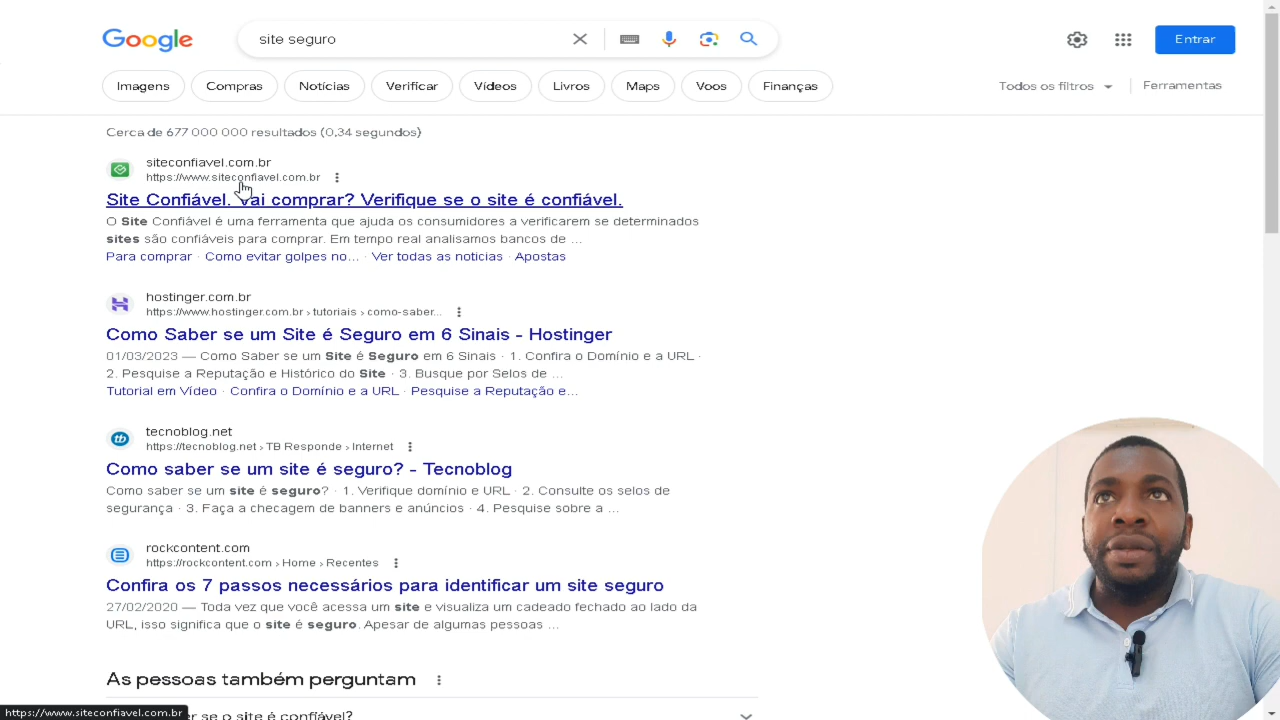 Google
site seguro
Entrar
Imagens
Compras
Notícias
Verificar
Vídeos
Livros
Maps
Voos
Finanças
Todos os filtros
Ferramentas
Cerca de 677 000 000 resultados (0,34 segundos)
siteconfiavel.com.br
https://www.siteconfiavel.com.br
Site Confiável. Vai comprar? Verifique se o site é confiável.
O Site Confiável é uma ferramenta que ajuda os consumidores a verificarem se determinados
sites são confiáveis para comprar. Em tempo real analisamos bancos de ...
Para comprar · Como evitar golpes no... · Ver todas as noticias · Apostas
hostinger.com.br
https://www.hostinger.com.br › tutoriais › como-saber...
Como Saber se um Site é Seguro em 6 Sinais - Hostinger
01/03/2023 — Como Saber se um Site é Seguro em 6 Sinais · 1. Confira o Domínio e a URL ·
2. Pesquise a Reputação e Histórico do Site · 3. Busque por Selos de ...
Tutorial em Vídeo · Confira o Domínio e a URL · Pesquise a Reputação e...
tecnoblog.net
https://tecnoblog.net › TB Responde › Internet
Como saber se um site é seguro? - Tecnoblog
Como saber se um site é seguro? · 1. Verifique domínio e URL · 2. Consulte os selos de
segurança · 3. Faça a checagem de banners e anúncios · 4. Pesquise sobre a ...
rockcontent.com
https://rockcontent.com › Home › Recentes
Confira os 7 passos necessários para identificar um site seguro
27/02/2020 — Toda vez que você acessa um site e visualiza um cadeado fechado ao lado da
URL, isso significa que o site é seguro. Apesar de algumas pessoas ...
As pessoas também perguntam
se o site é confiável?
https://www.siteconfiavel.com.br